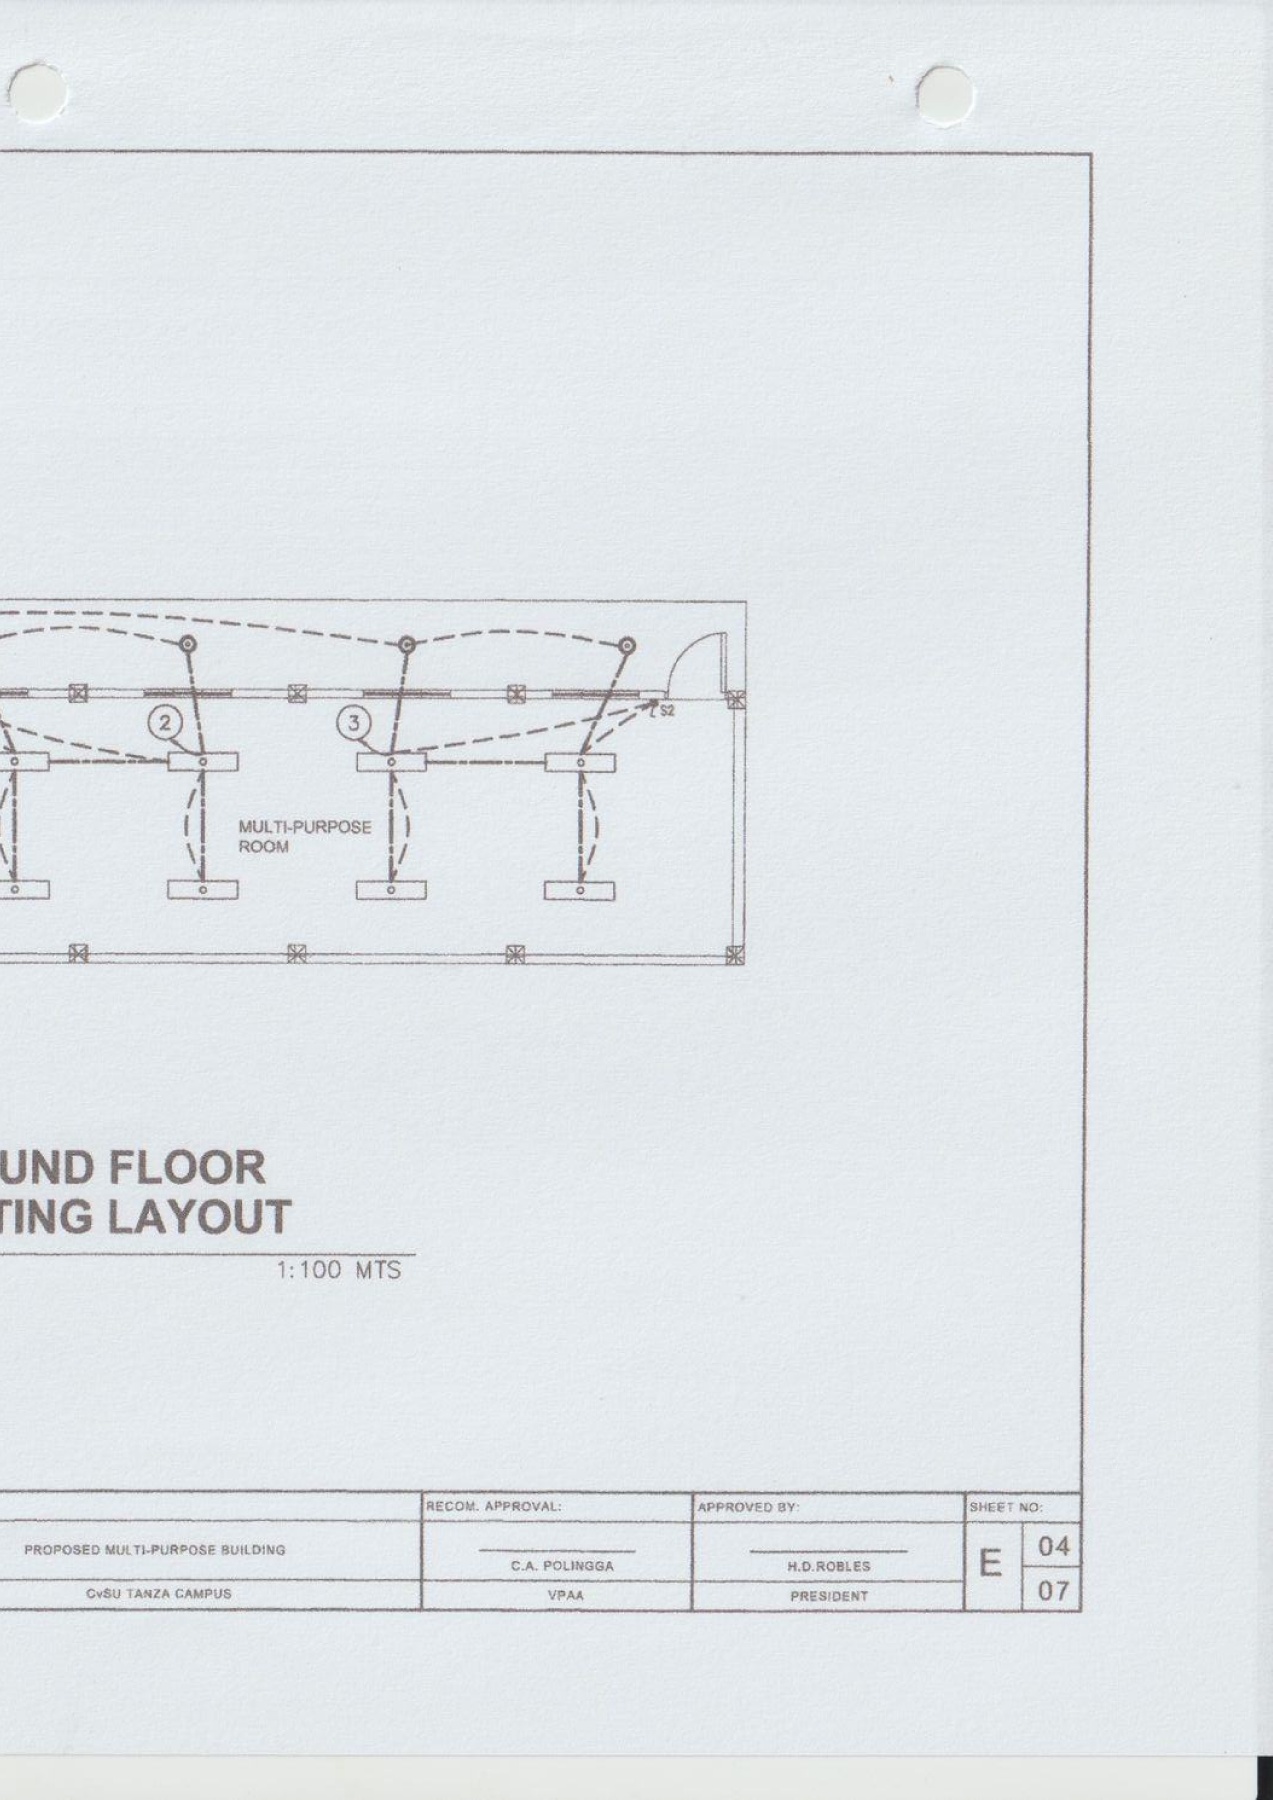 2
3
S2
MULTI-PURPOSE
ROOM
UND FLOOR
TING LAYOUT
1:100 MTS
RECOM. APPROVAL:
APPROVED BY:
SHEET NO:
PROPOSED MULTI-PURPOSE BUILDING
C.A. POLINGGA
H.D.ROBLES
E
04
CvSU TANZA CAMPUS
VPAA
PRESIDENT
07